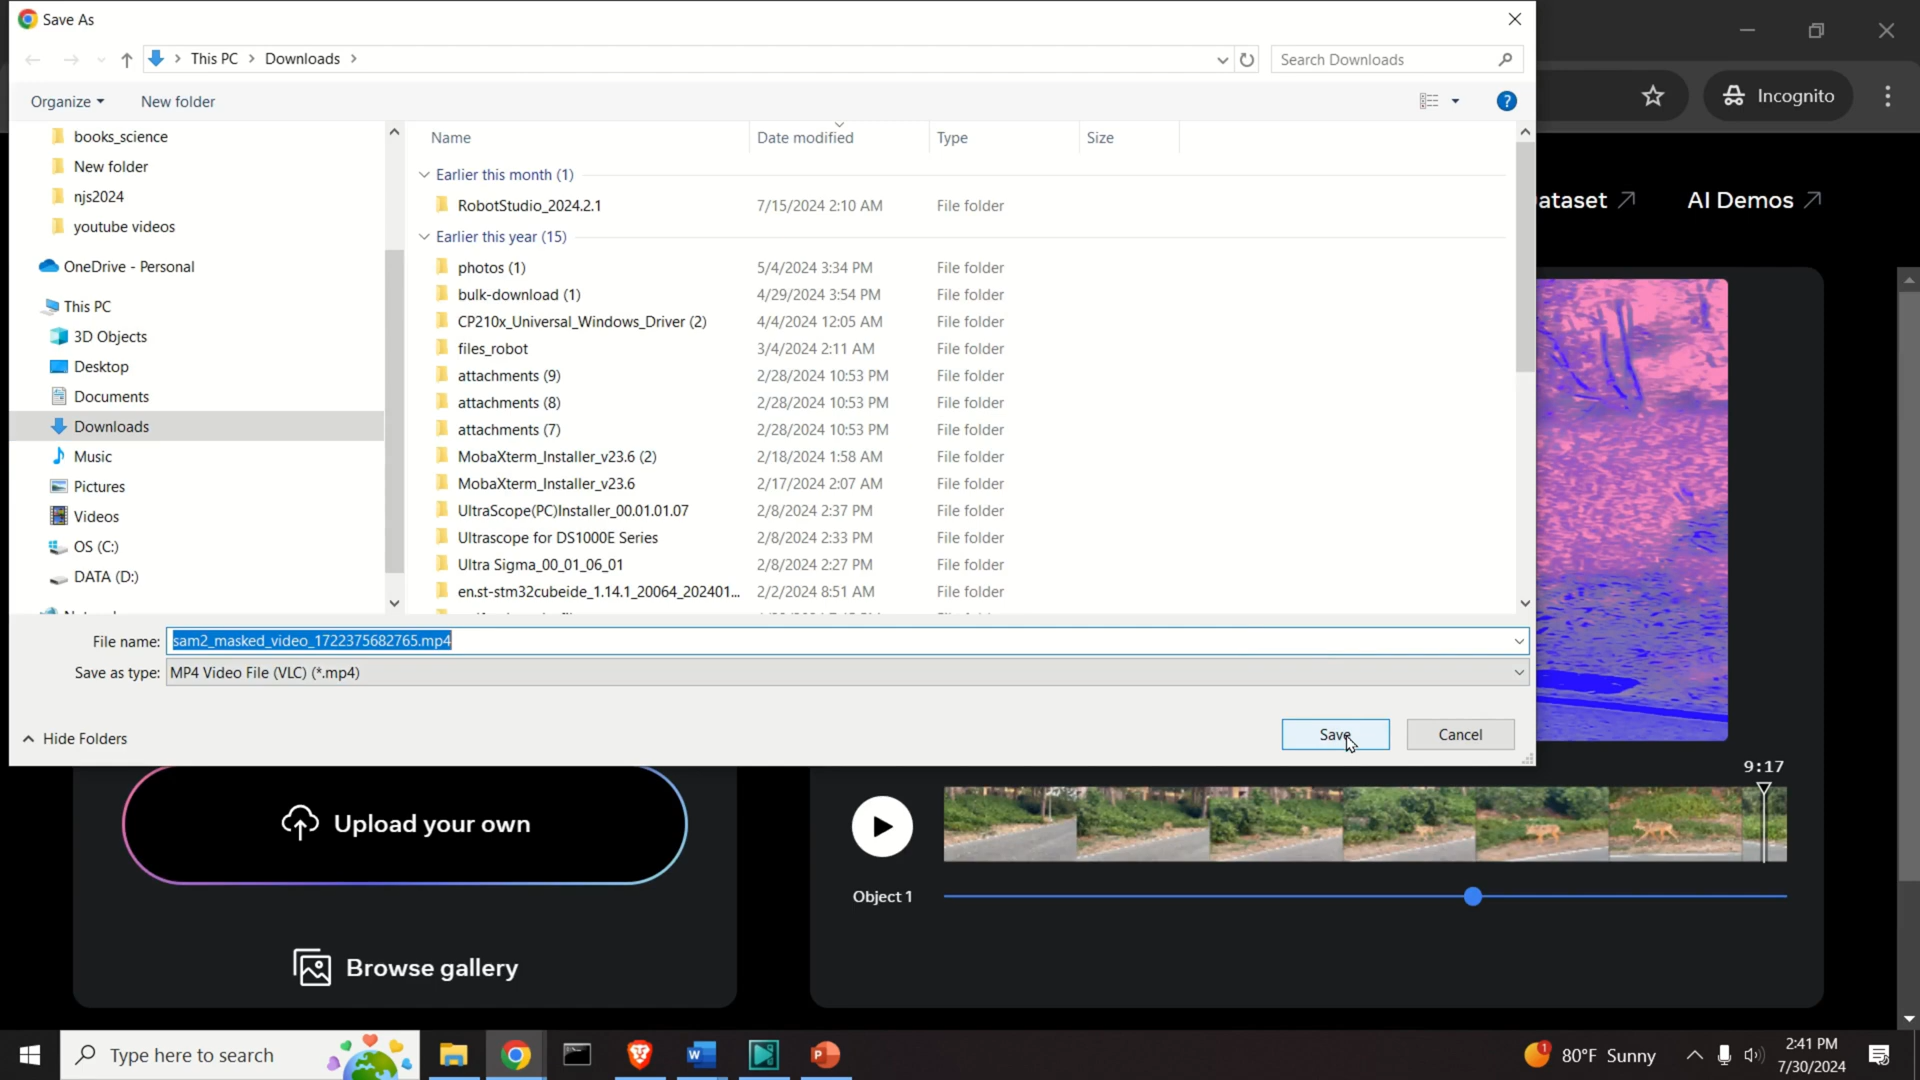 Save As
This PC > Downloads >
Search Downloads
Organize
New folder
Incognito
books_science
New folder
njs2024
youtube videos
OneDrive - Personal
This PC
3D Objects
Desktop
Documents
Downloads
Music
Pictures
Videos
OS (C:)
DATA (D:)
Name Date modified Type Size
Earlier this month (1)
RobotStudio_2024.2.1 7/15/2024 2:10 AM File folder
Earlier this year (15)
photos (1) 5/4/2024 3:34 PM File folder
bulk-download (1) 4/29/2024 3:54 PM File folder
CP210x_Universal_Windows_Driver (2) 4/4/2024 12:05 AM File folder
files_robot 3/4/2024 2:11 AM File folder
attachments (9) 2/28/2024 10:53 PM File folder
attachments (8) 2/28/2024 10:53 PM File folder
attachments (7) 2/28/2024 10:53 PM File folder
MobaXterm_Installer_v23.6 (2) 2/18/2024 1:58 AM File folder
MobaXterm_Installer_v23.6 2/17/2024 2:07 AM File folder
UltraScope(PC)Installer_00.01.01.07 2/8/2024 2:37 PM File folder
Ultrascope for DS1000E Series 2/8/2024 2:33 PM File folder
Ultra Sigma_00_01_06_01 2/8/2024 2:27 PM File folder
en.st-stm32cubeide_1.14.1_20064_202401... 2/2/2024 8:51 AM File folder
ataset AI Demos
File name: sam2_masked_video_1722375682765.mp4
Save as type: MP4 Video File (VLC) (*.mp4)
Hide Folders
Save Cancel
9:17
Upload your own
Object 1
Browse gallery
Type here to search
80°F Sunny
2:41 PM
7/30/2024